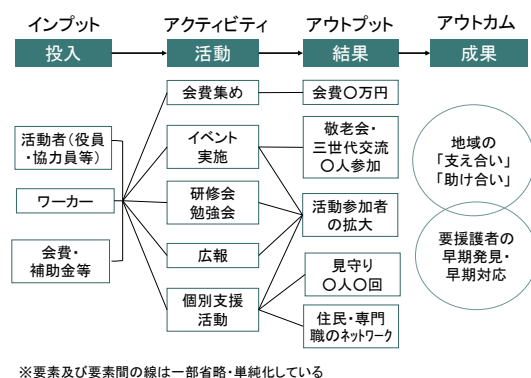 インプット
アクティビティ
アウトプット
アウトカム
投入
活動
結果
成果
会費集め
会費〇万円
活動者(役員
・協力員等)
イベント
実施
敬老会・
三世代交流
〇人参加
地域の
「支え合い」
「助け合い」
ワーカー
研修会
勉強会
活動参加者
の拡大
会費・
補助金等
広報
要援護者の
早期発見・
早期対応
見守り
〇人〇回
個別支援
活動
住民・専門
職のネットワーク
※要素及び要素間の線は一部省略・単純化している